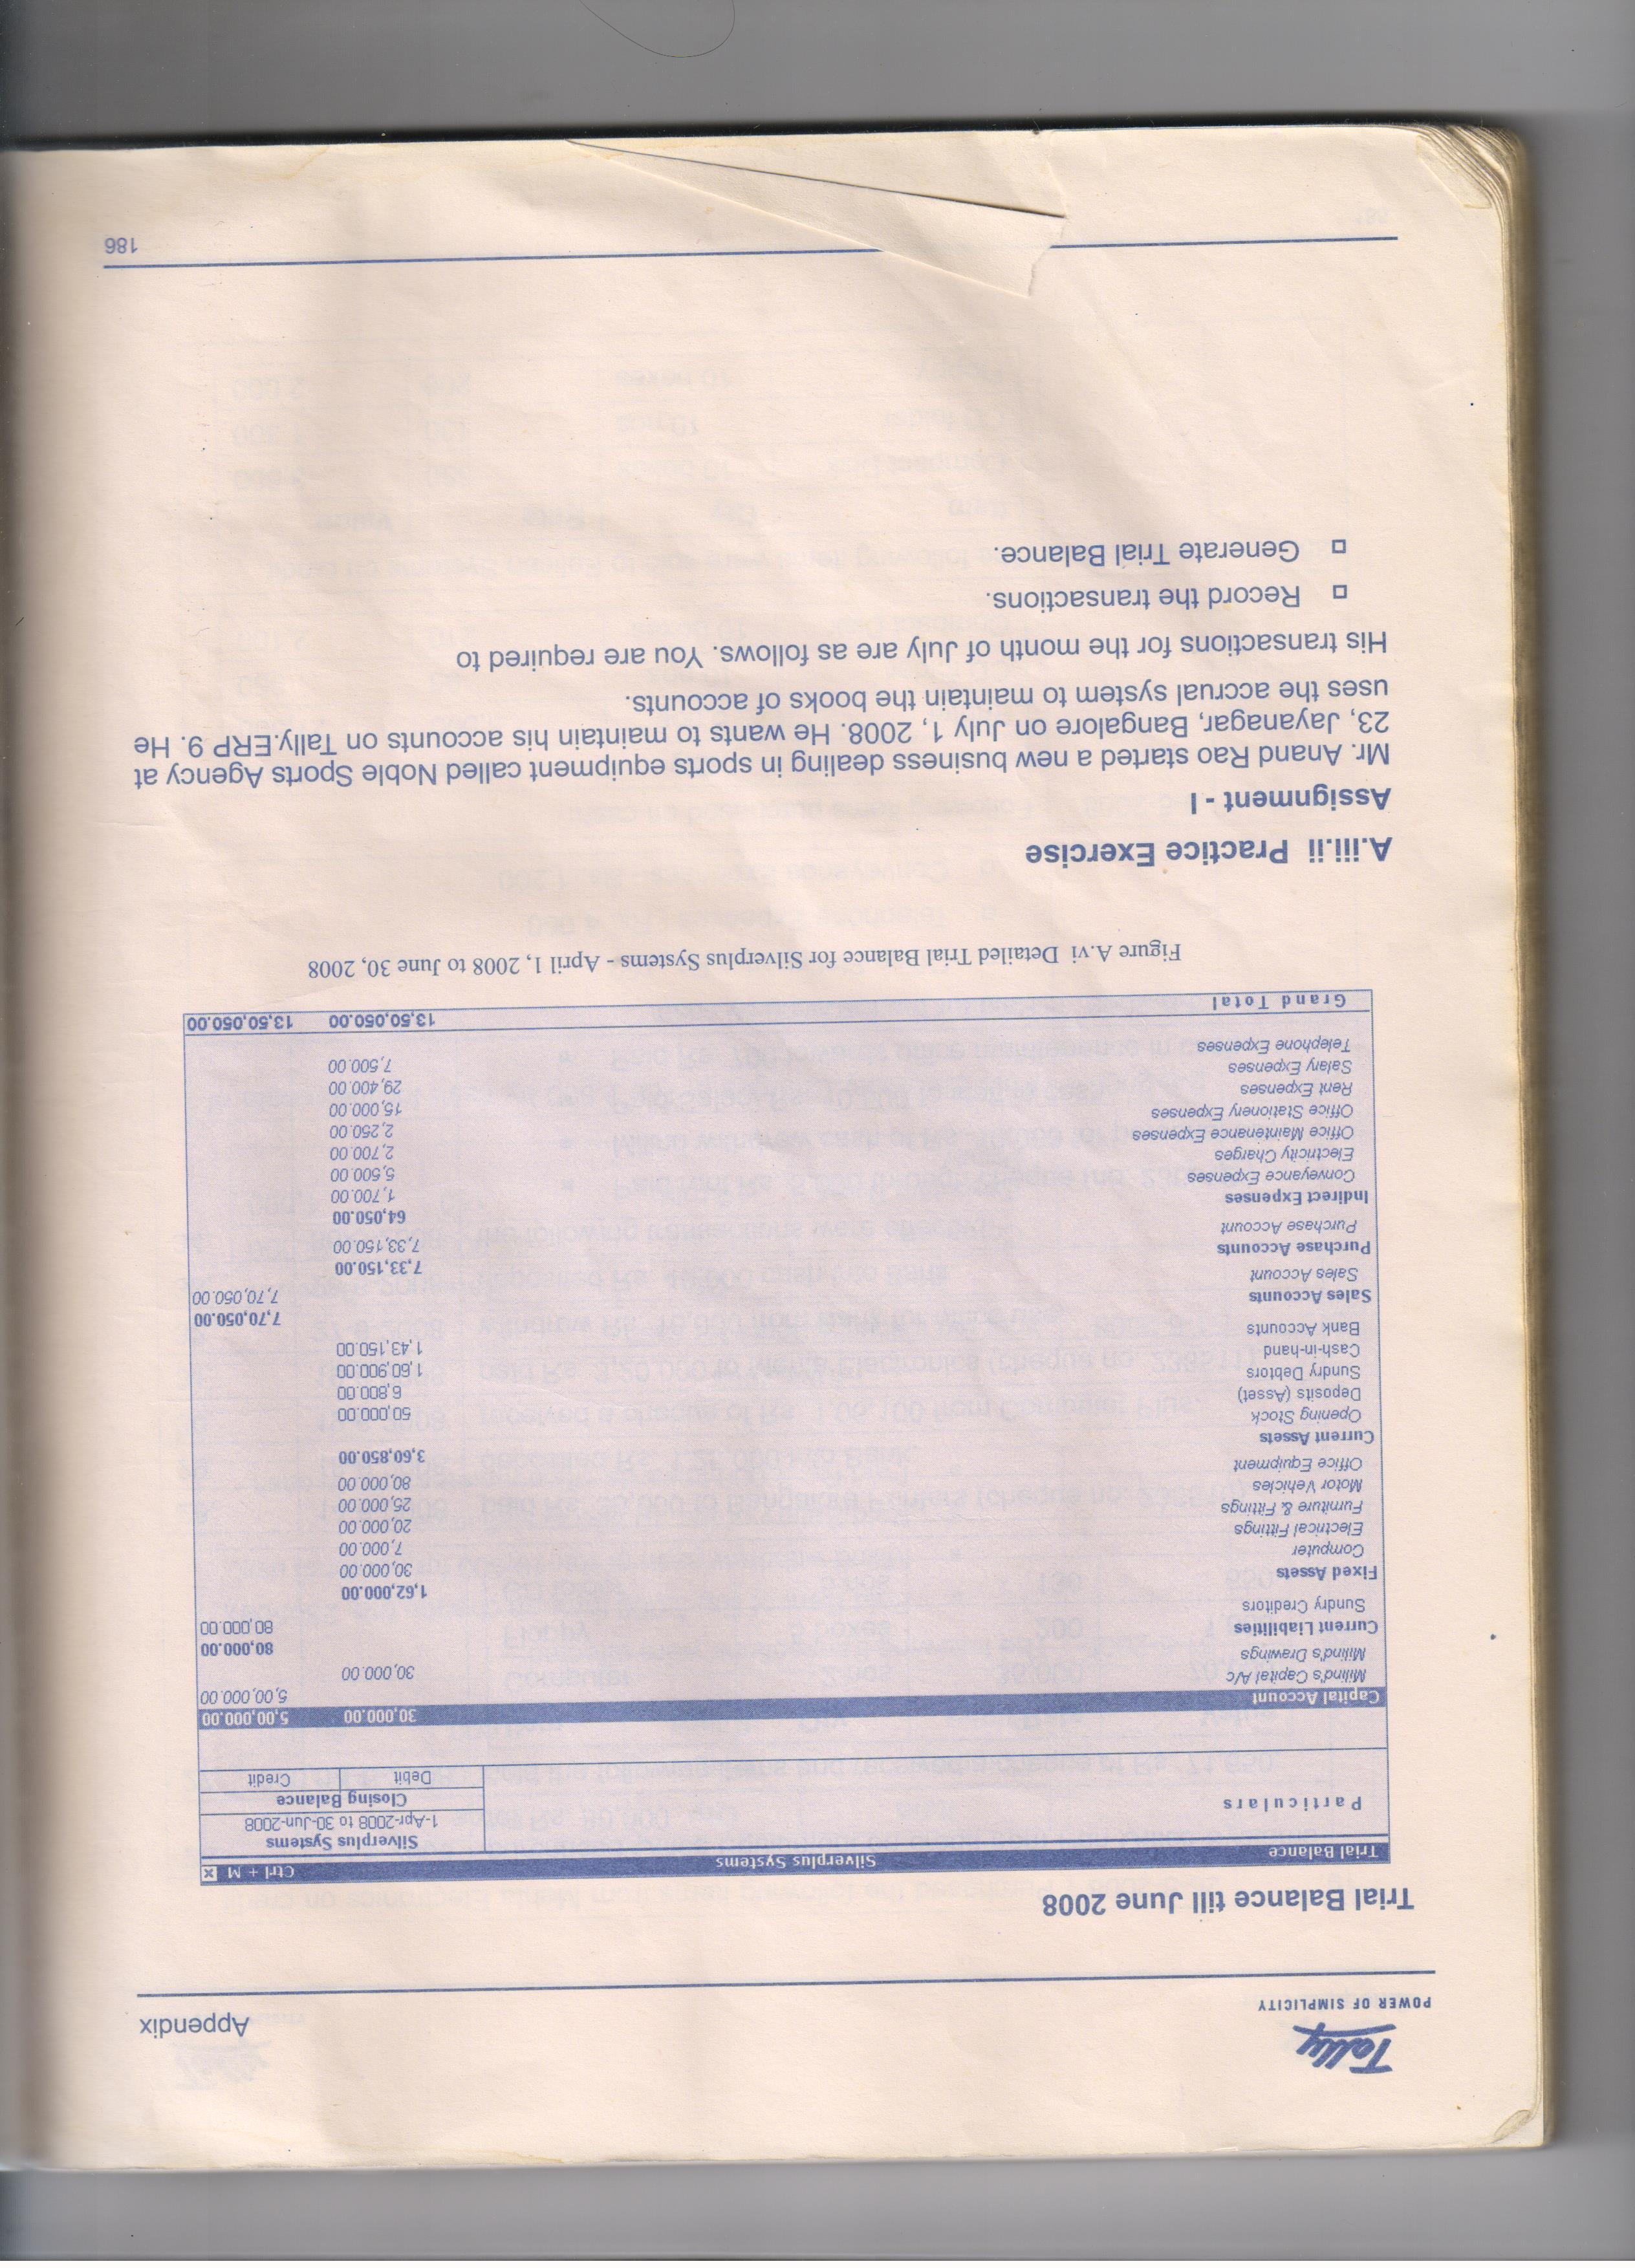 Tally
POWER OF SIMPLICITY
Appendix
Trial Balance till June 2008
Trial Balance Silverplus Systems Ctrl + M x
Particulars
Silverplus Systems
1-Apr-2008 to 30-Jun-2008
Closing Balance
Debit Credit
Capital Account 30,000.00 5,00,000.00
Milind's Capital A/c 5,00,000.00
Milind's Drawings 30,000.00
Current Liabilities 80,000.00
Sundry Creditors 80,000.00
Fixed Assets 1,62,000.00
Computer 30,000.00
Electrical Fittings 7,000.00
Furniture & Fittings 20,000.00
Motor Vehicles 25,000.00
Office Equipment 80,000.00
Current Assets 3,60,850.00
Opening Stock
Deposits (Asset) 50,000.00
Sundry Debtors 6,800.00
Cash-in-hand 1,60,900.00
Bank Accounts 1,43,150.00
Sales Accounts 7,70,050.00
Sales Account 7,70,050.00
Purchase Accounts 7,33,150.00
Purchase Account 7,33,150.00
Indirect Expenses 64,050.00
Conveyance Expenses 1,700.00
Electricity Charges 5,500.00
Office Maintenance Expenses 2,700.00
Office Stationery Expenses 2,250.00
Rent Expenses 15,000.00
Salary Expenses 29,400.00
Telephone Expenses 7,500.00
Grand Total 13,50,050.00 13,50,050.00
Figure A.vi Detailed Trial Balance for Silverplus Systems - April 1, 2008 to June 30, 2008
A.iii.ii Practice Exercise
Assignment - I
Mr. Anand Rao started a new business dealing in sports equipment called Noble Sports Agency at
23, Jayanagar, Bangalore on July 1, 2008. He wants to maintain his accounts on Tally.ERP 9. He
uses the accrual system to maintain the books of accounts.
His transactions for the month of July are as follows. You are required to
Record the transactions.
Generate Trial Balance.
186